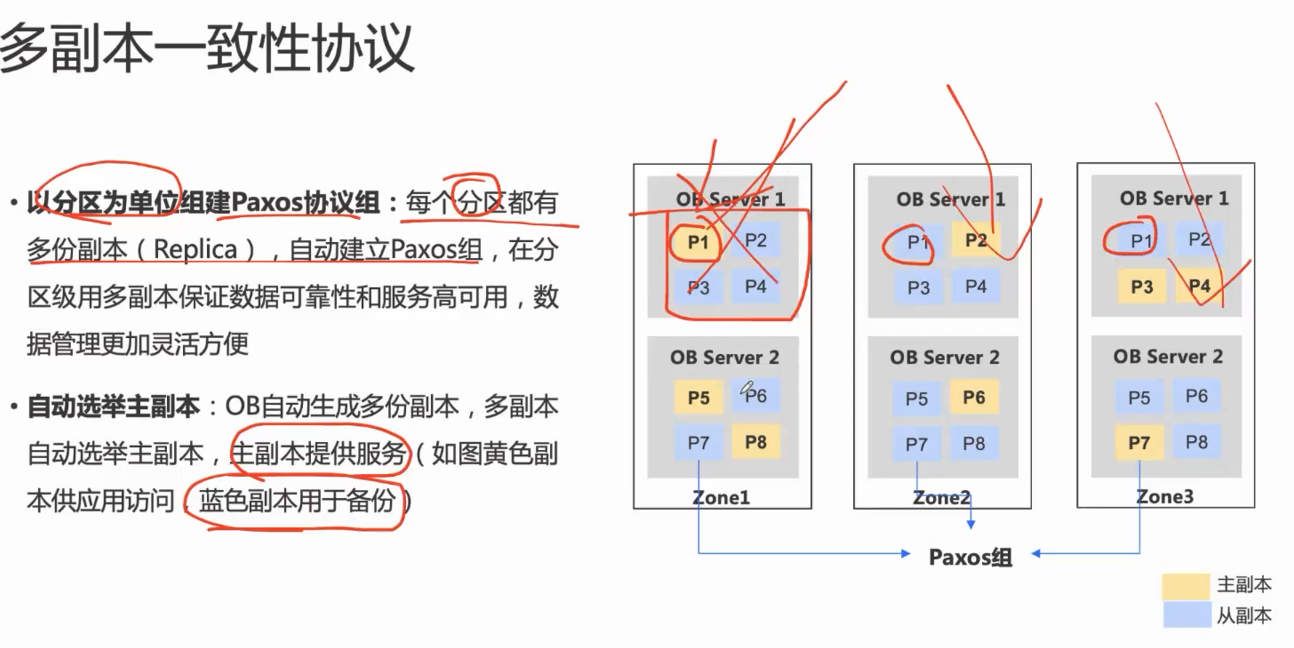 多副本一致性协议
• 以分区为单位组建Paxos协议组：每个分区都有
多份副本（Replica），自动建立Paxos组，在分
区级用多副本保证数据可靠性和服务高可用，数
据管理更加灵活方便
• 自动选举主副本：OB自动生成多份副本，多副本
自动选举主副本，主副本提供服务（如图黄色副
本供应用访问，蓝色副本用于备份）
OB Server 1
P1 P2
P3 P4
OB Server 2
P5 P6
P7 P8
Zone1
OB Server 1
P1 P2
P3 P4
OB Server 2
P5 P6
P7 P8
Zone2
OB Server 1
P1 P2
P3 P4
OB Server 2
P5 P6
P7 P8
Zone3
Paxos组
主副本
从副本